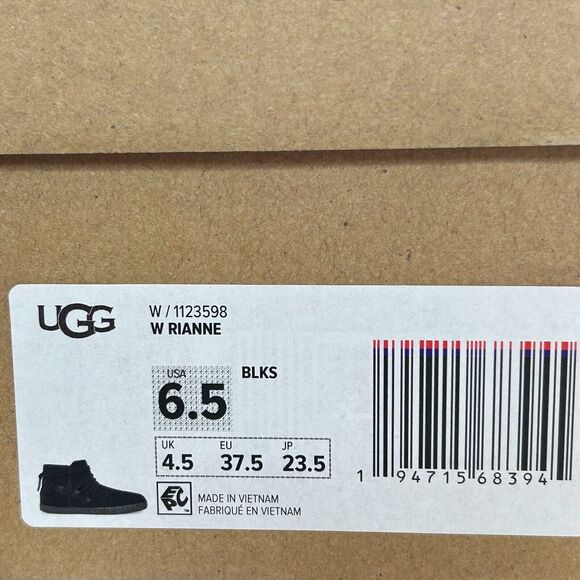 UGG
W / 1123598
W RIANNE
USA
6.5
BLKS
UK EU JP
4.5 37.5 23.5
EPC
MADE IN VIETNAM
FABRIQUÉ EN VIETNAM
1 94715 68394